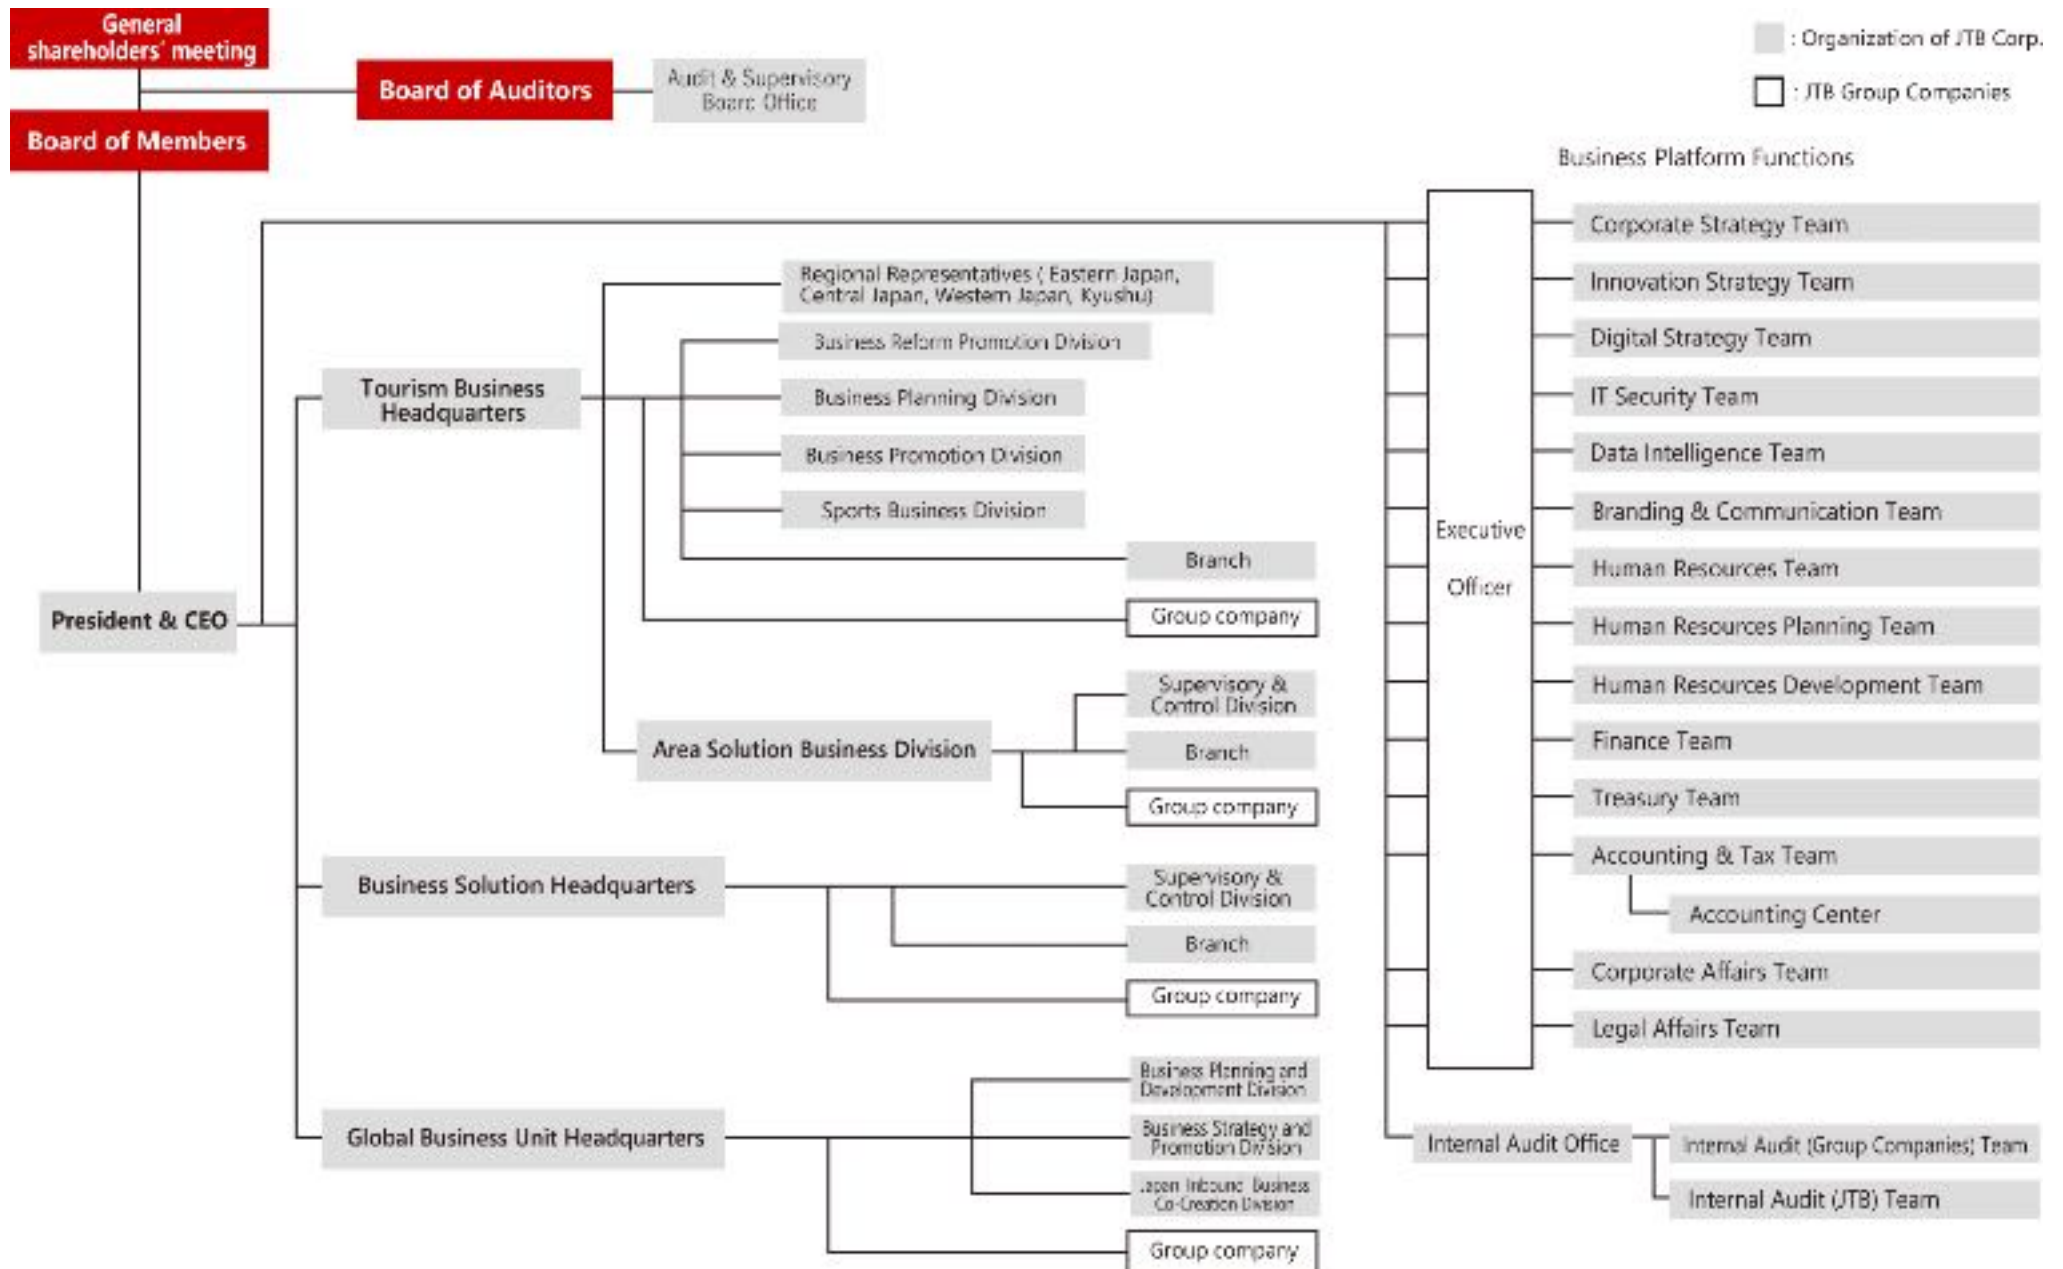 General
shareholders' meeting
Board of Auditors
Audit & Supervisory
Board Office
Board of Members
: Organization of JTB Corp.
: JTB Group Companies
Business Platform Functions
President & CEO
Tourism Business
Headquarters
Regional Representatives ( Eastern Japan,
Central Japan, Western Japan, Kyushu)
Business Reform Promotion Division
Business Planning Division
Business Promotion Division
Sports Business Division
Branch
Group company
Area Solution Business Division
Supervisory &
Control Division
Branch
Group company
Business Solution Headquarters
Supervisory &
Control Division
Branch
Group company
Global Business Unit Headquarters
Business Planning and
Development Division
Business Strategy and
Promotion Division
Japan Inbound Business
Co-Creation Division
Group company
Executive
Officer
Corporate Strategy Team
Innovation Strategy Team
Digital Strategy Team
IT Security Team
Data Intelligence Team
Branding & Communication Team
Human Resources Team
Human Resources Planning Team
Human Resources Development Team
Finance Team
Treasury Team
Accounting & Tax Team
Accounting Center
Corporate Affairs Team
Legal Affairs Team
Internal Audit Office
Internal Audit (Group Companies) Team
Internal Audit (JTB) Team